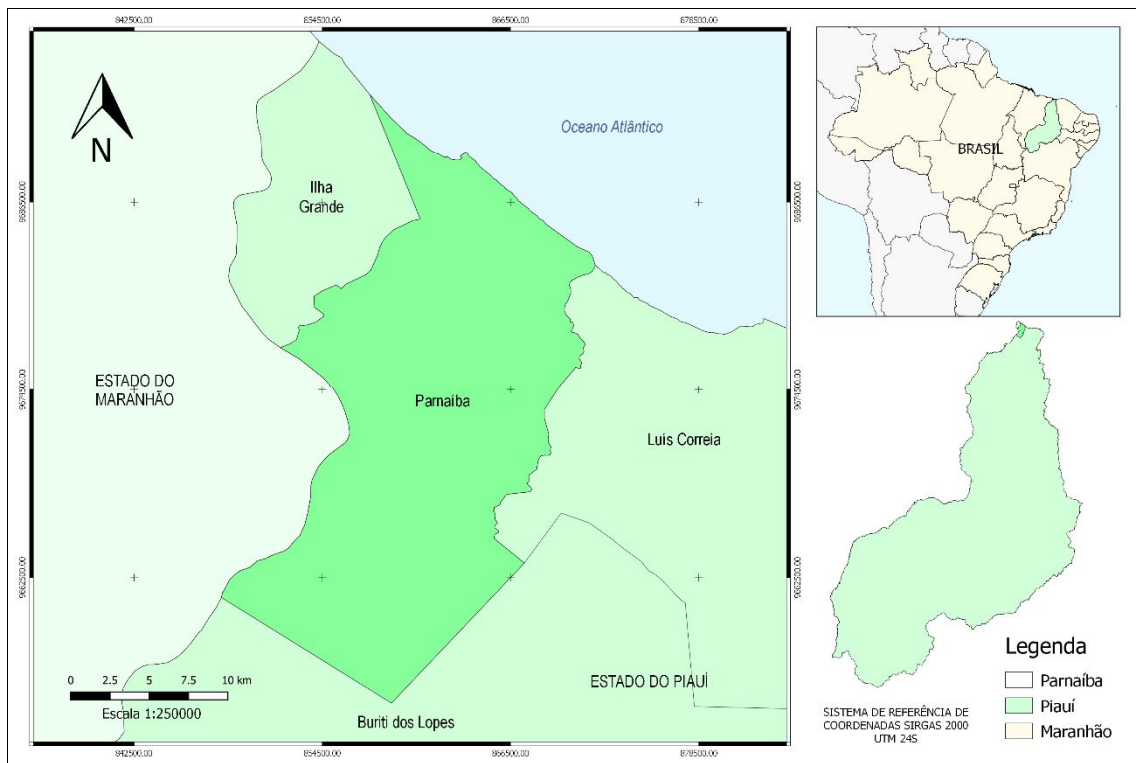 842500.00 854500.00 866500.00 878500.00
Oceano Atlântico
N
Ilha
Grande
9686500.00
9686500.00
ESTADO DO
MARANHÃO
Parnaiba
9674500.00
9674500.00
Luis Correia
9662500.00
9662500.00
0 2.5 5 7.5 10 km
Escala 1:250000
ESTADO DO PIAUÍ
Buriti dos Lopes
842500.00 854500.00 866500.00 878500.00
BRASIL
Legenda
Parnaíba
Piauí
Maranhão
SISTEMA DE REFERÊNCIA DE
COORDENADAS SIRGAS 2000
UTM 24S